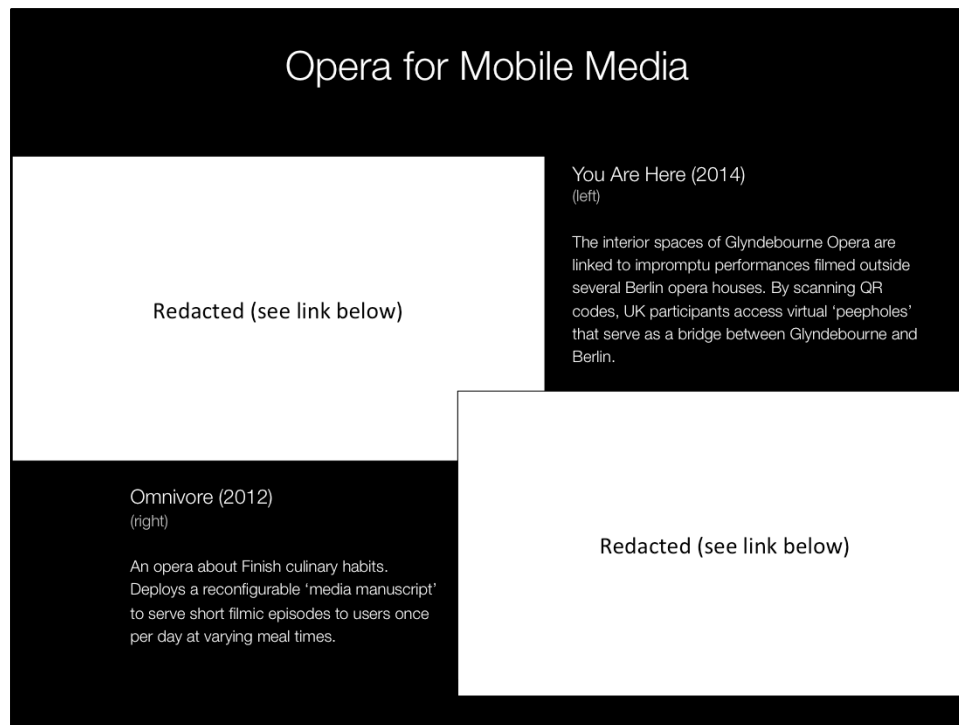 Opera for Mobile Media
Redacted (see link below)
You Are Here (2014)
(left)
The interior spaces of Glyndebourne Opera are
linked to impromptu performances filmed outside
several Berlin opera houses. By scanning QR
codes, UK participants access virtual ‘peepholes’
that serve as a bridge between Glyndebourne and
Berlin.
Omnivore (2012)
(right)
An opera about Finish culinary habits.
Deploys a reconfigurable ‘media manuscript’
to serve short filmic episodes to users once
per day at varying meal times.
Redacted (see link below)